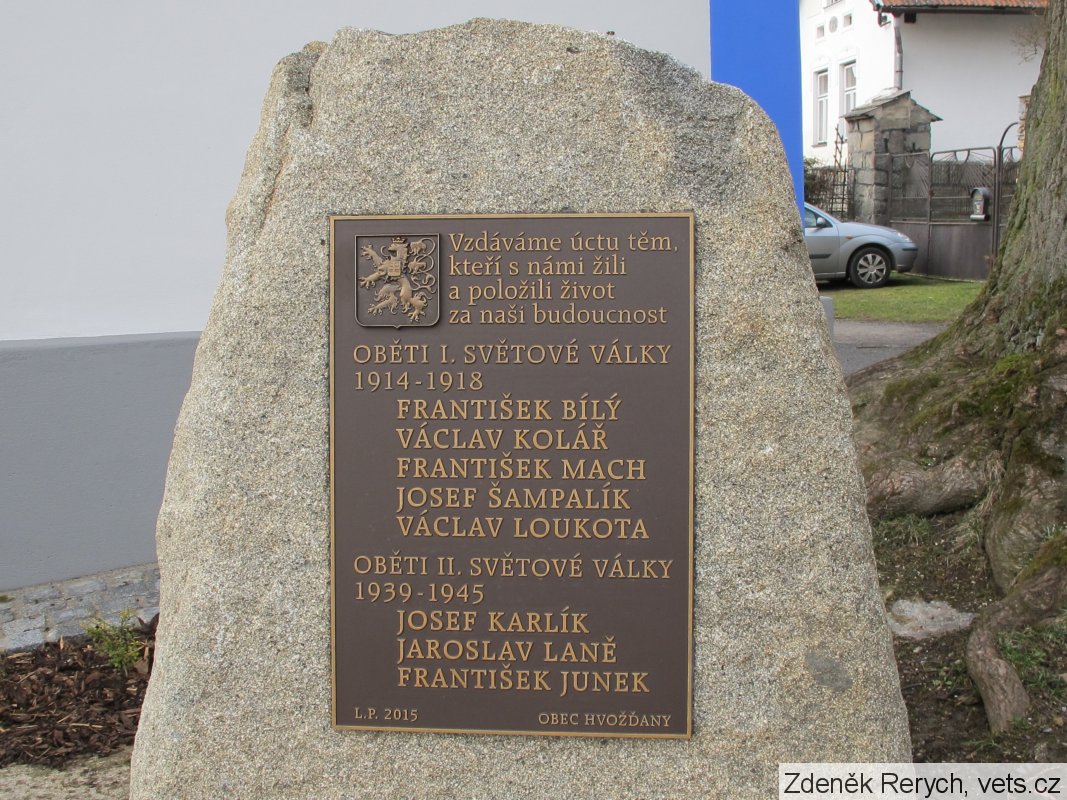 Vzdáváme úctu těm,
kteří s námi žili
a položili život
za naši budoucnost
OBĚTI I. SVĚTOVÉ VÁLKY
1914-1918
FRANTIŠEK BÍLÝ
VÁCLAV KOLÁŘ
FRANTIŠEK MACH
JOSEF ŠAMPALÍK
VÁCLAV LOUKOTA
OBĚTI II. SVĚTOVÉ VÁLKY
1939-1945
JOSEF KARLÍK
JAROSLAV LANĚ
FRANTIŠEK JUNEK
L.P. 2015 OBEC HVOŽĎANY
Zdeněk Rerych, vets.cz